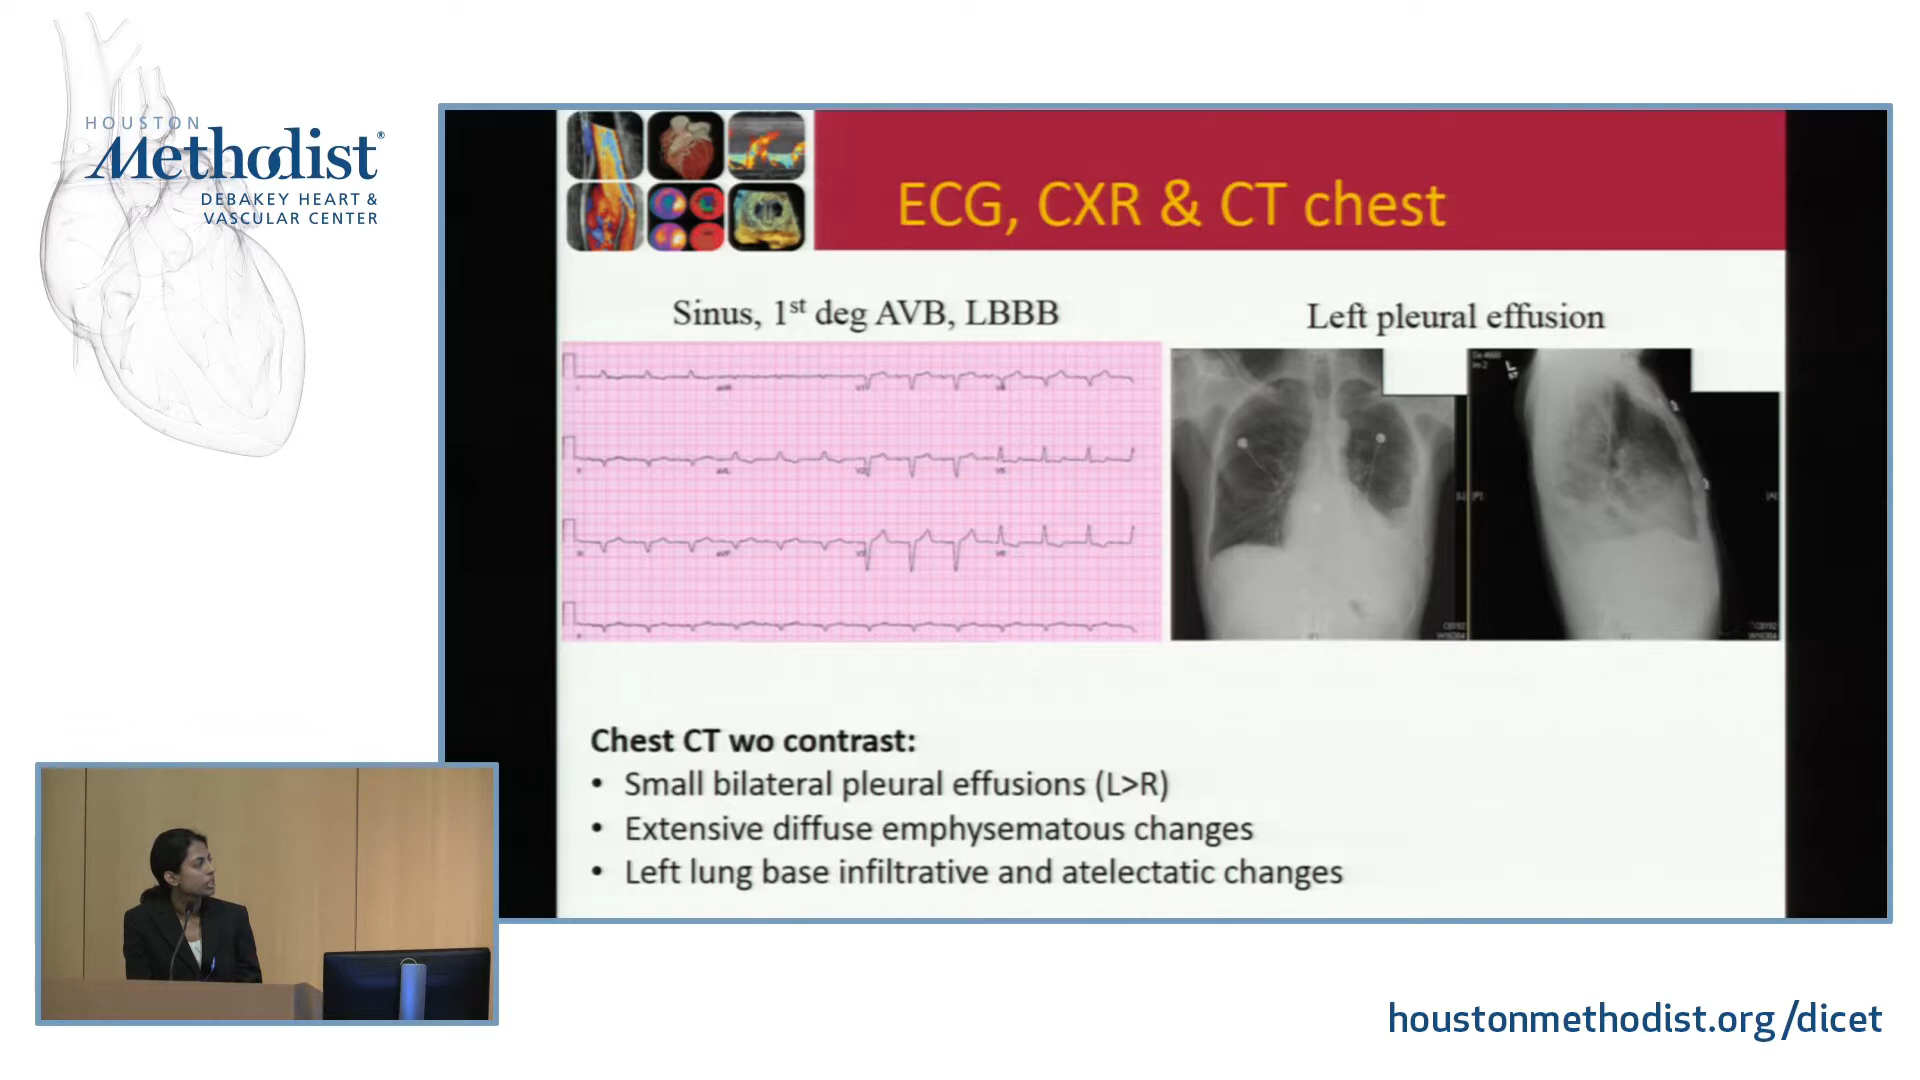 HOUSTON
Methodist®
DEBAKEY HEART &
VASCULAR CENTER
ECG, CXR & CT chest
Sinus, 1st deg AVB, LBBB
Left pleural effusion
Chest CT wo contrast:
• Small bilateral pleural effusions (L>R)
• Extensive diffuse emphysematous changes
• Left lung base infiltrative and atelectatic changes
houstonmethodist.org/dicet